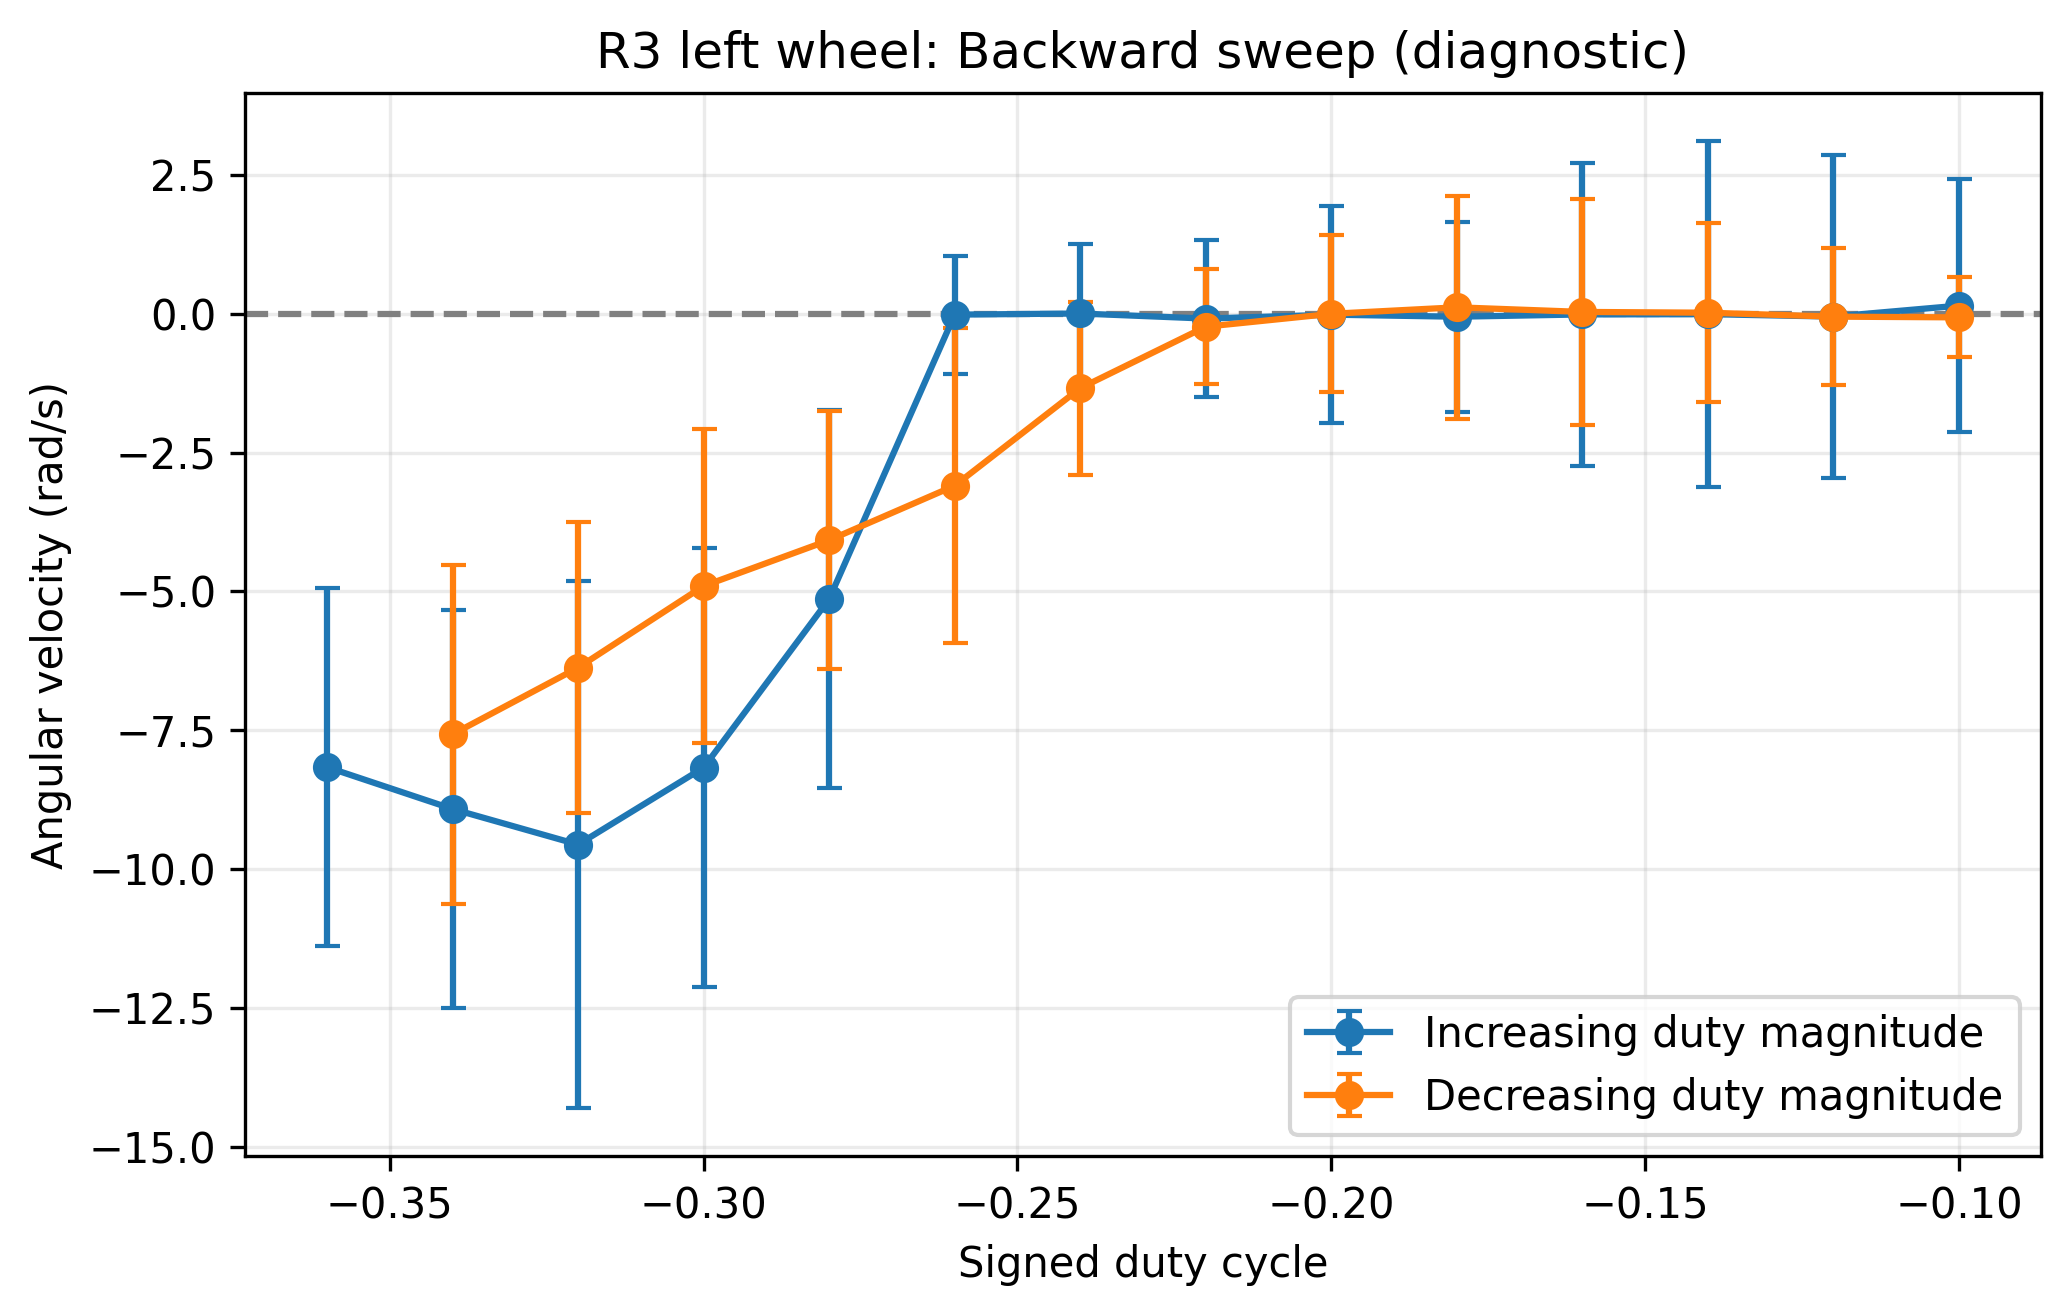 R3 left wheel: Backward sweep (diagnostic)
Angular velocity (rad/s)
2.5
0.0
−2.5
−5.0
−7.5
−10.0
−12.5
−15.0
Increasing duty magnitude
Decreasing duty magnitude
−0.35
−0.30
−0.25
−0.20
−0.15
−0.10
Signed duty cycle